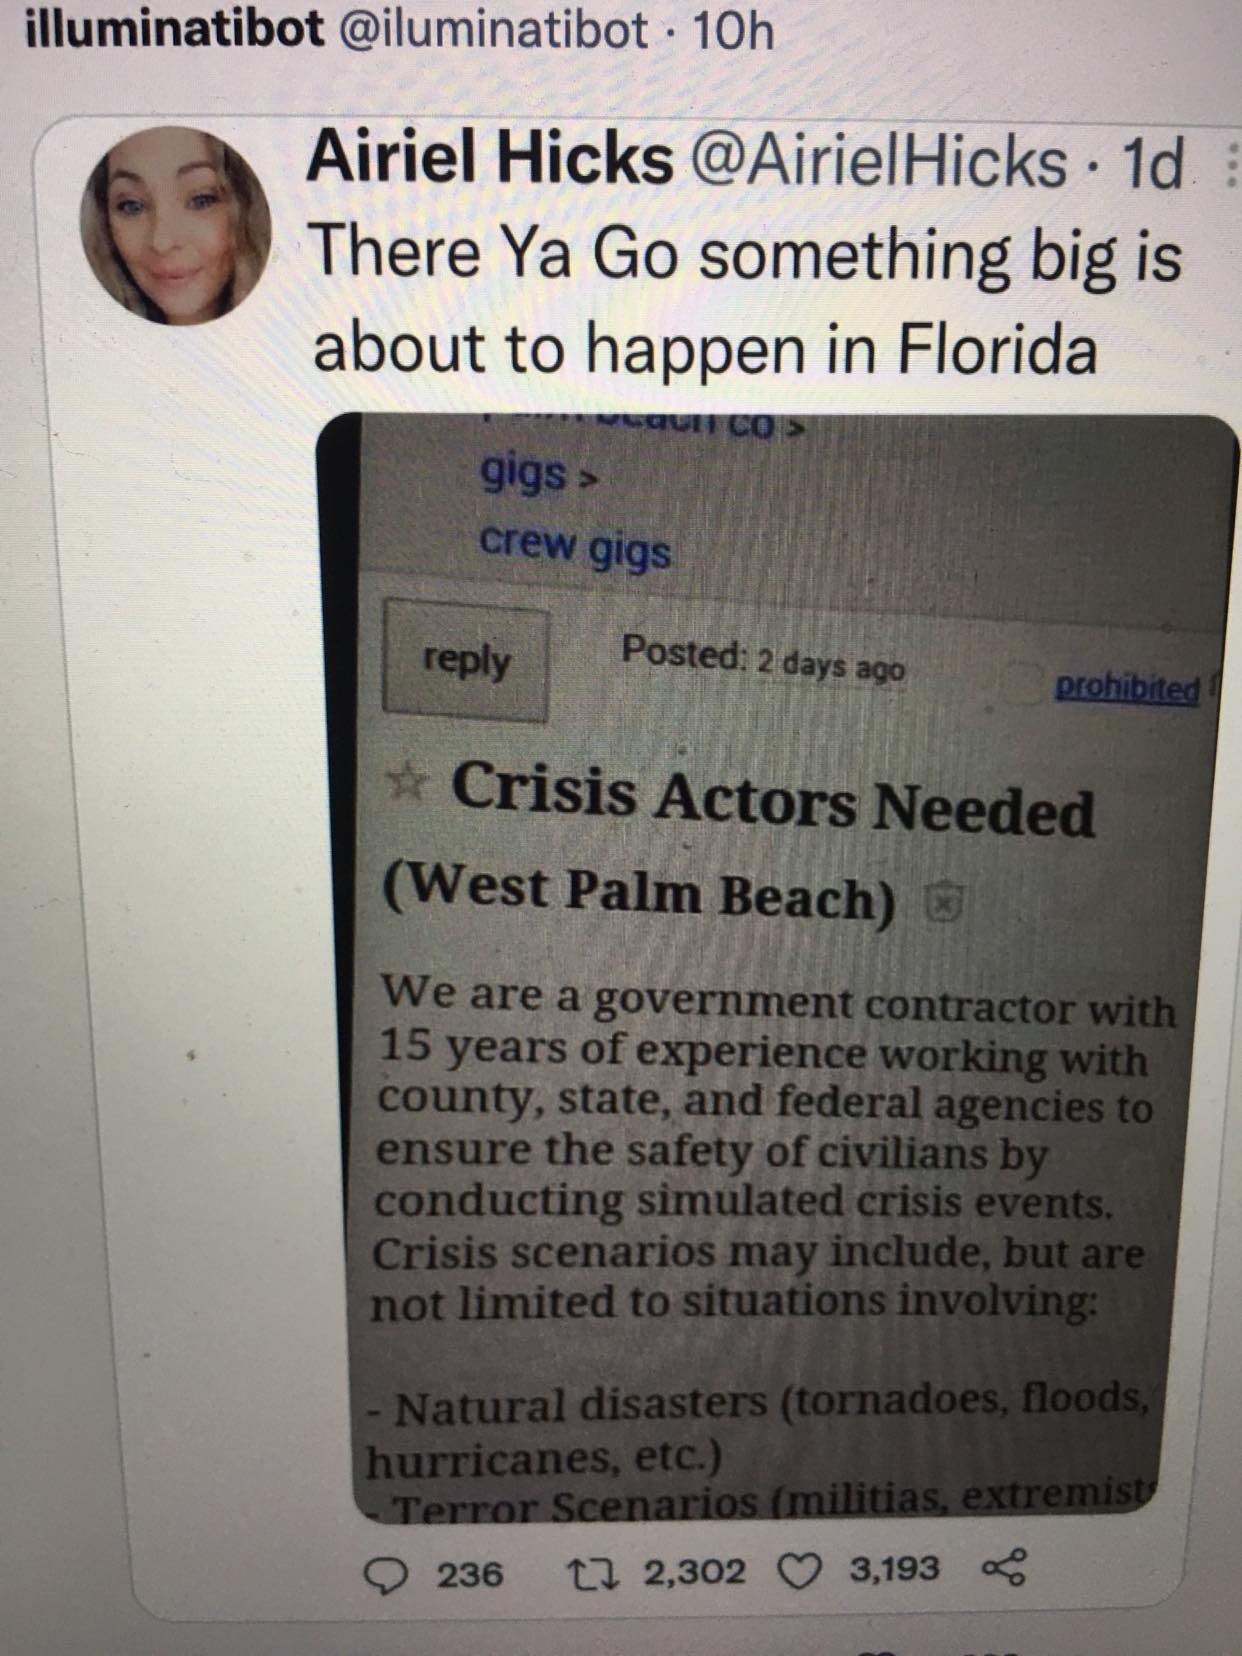 illuminatibot @iluminatibot · 10h
Airiel Hicks @AirielHicks · 1d
There Ya Go something big is
about to happen in Florida
beach co >
gigs >
crew gigs
reply
Posted: 2 days ago
prohibited
☆ Crisis Actors Needed
(West Palm Beach)
We are a government contractor with
15 years of experience working with
county, state, and federal agencies to
ensure the safety of civilians by
conducting simulated crisis events.
Crisis scenarios may include, but are
not limited to situations involving:
- Natural disasters (tornadoes, floods,
hurricanes, etc.)
- Terror Scenarios (militias, extremists
236 2,302 3,193